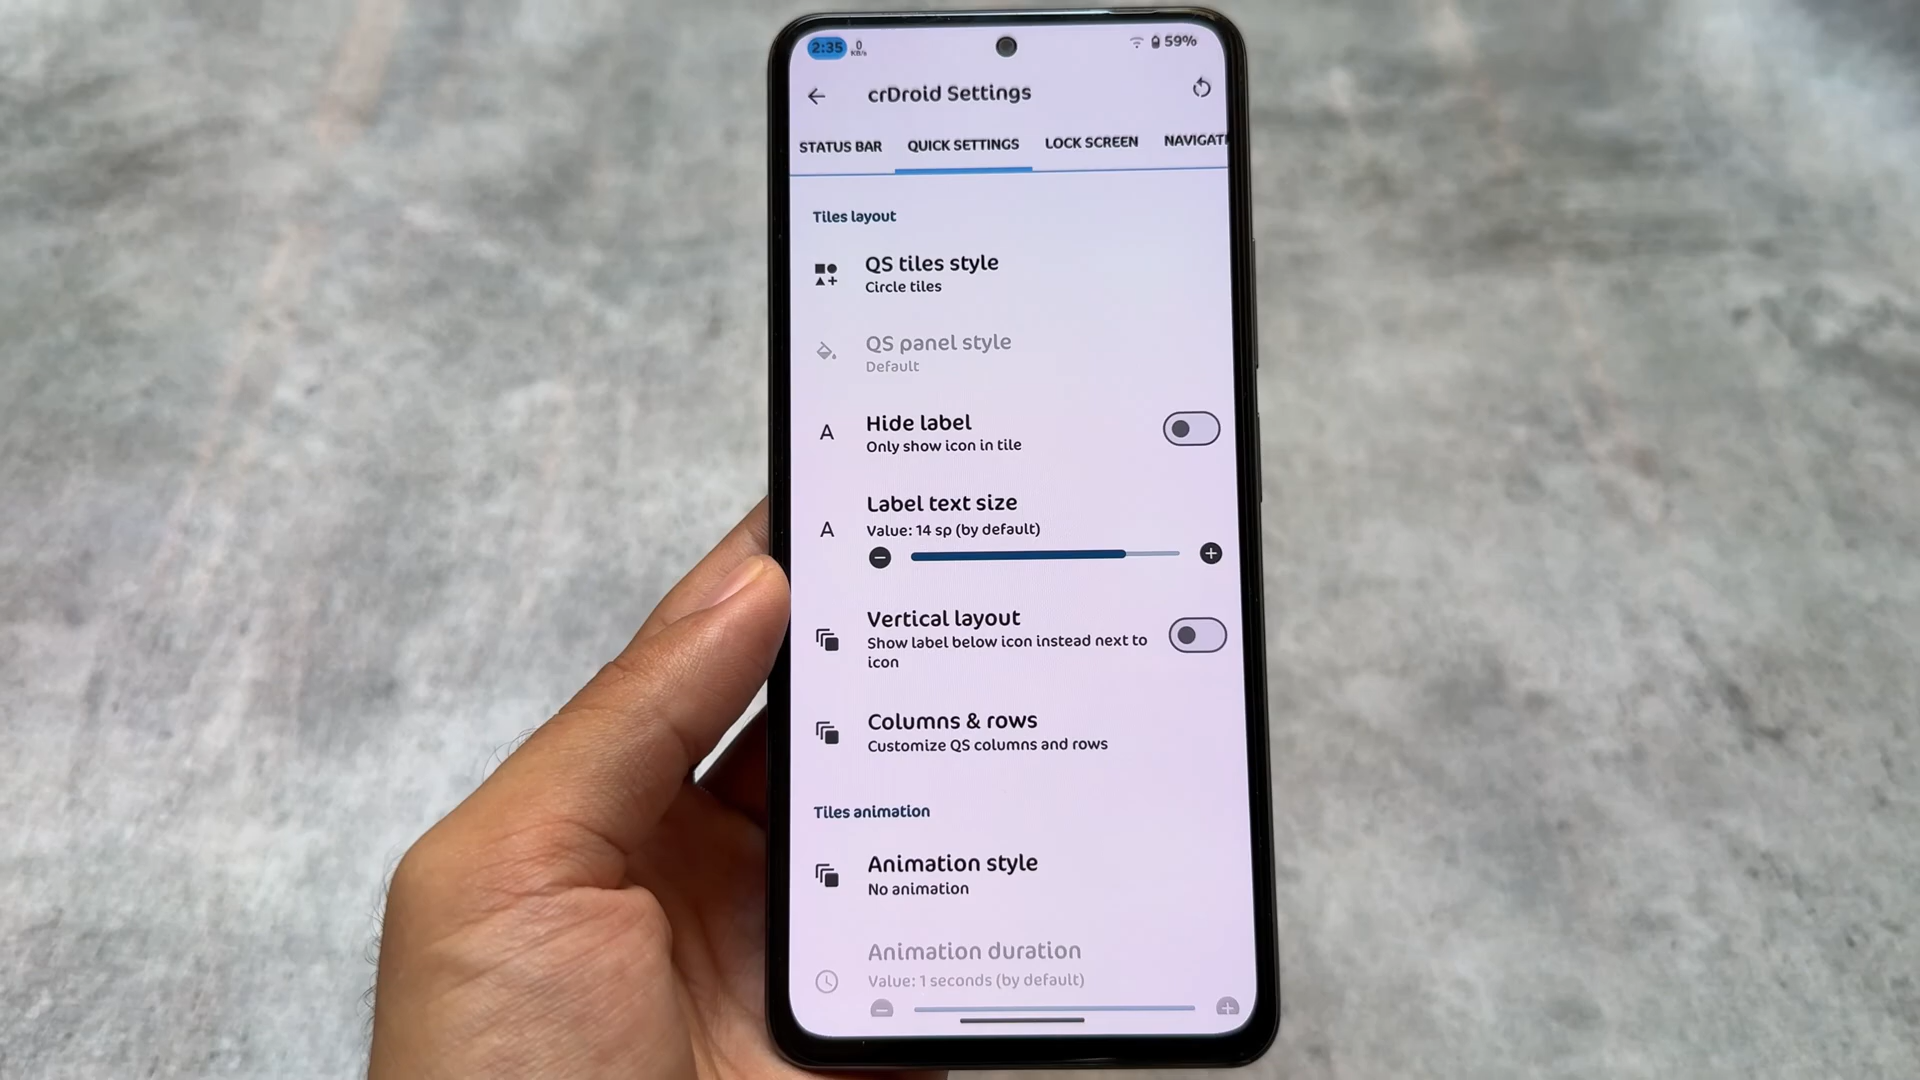 2:35 0 KB/s 59%
crDroid Settings
STATUS BAR QUICK SETTINGS LOCK SCREEN NAVIGATI
Tiles layout
QS tiles style
Circle tiles
QS panel style
Default
A Hide label
Only show icon in tile
Label text size
A Value: 14 sp (by default)
Vertical layout
Show label below icon instead next to
icon
Columns & rows
Customize QS columns and rows
Tiles animation
Animation style
No animation
Animation duration
Value: 1 seconds (by default)